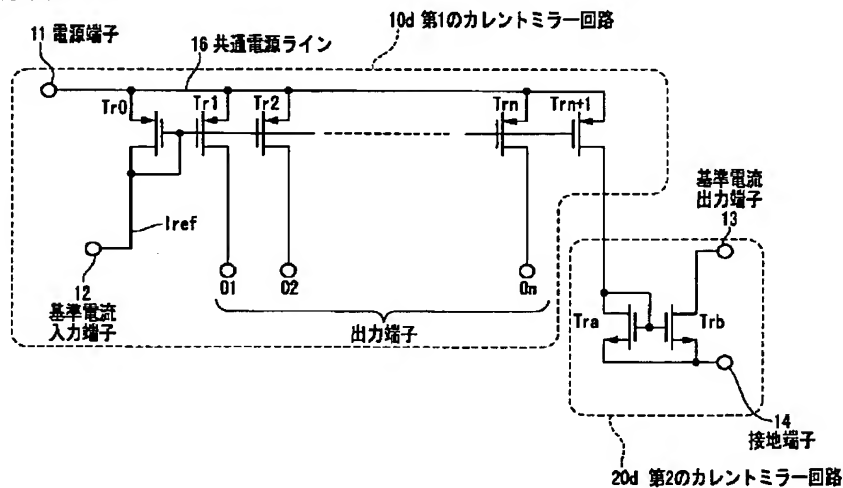 10d 第1のカレントミラー回路
11 電源端子
16 共通電源ライン
Tr0
Tr1
Tr2
Trn
Trn+1
Iref
12
基準電流
入力端子
O1
O2
On
出力端子
基準電流
出力端子
13
Tra
Trb
14
接地端子
20d 第2のカレントミラー回路